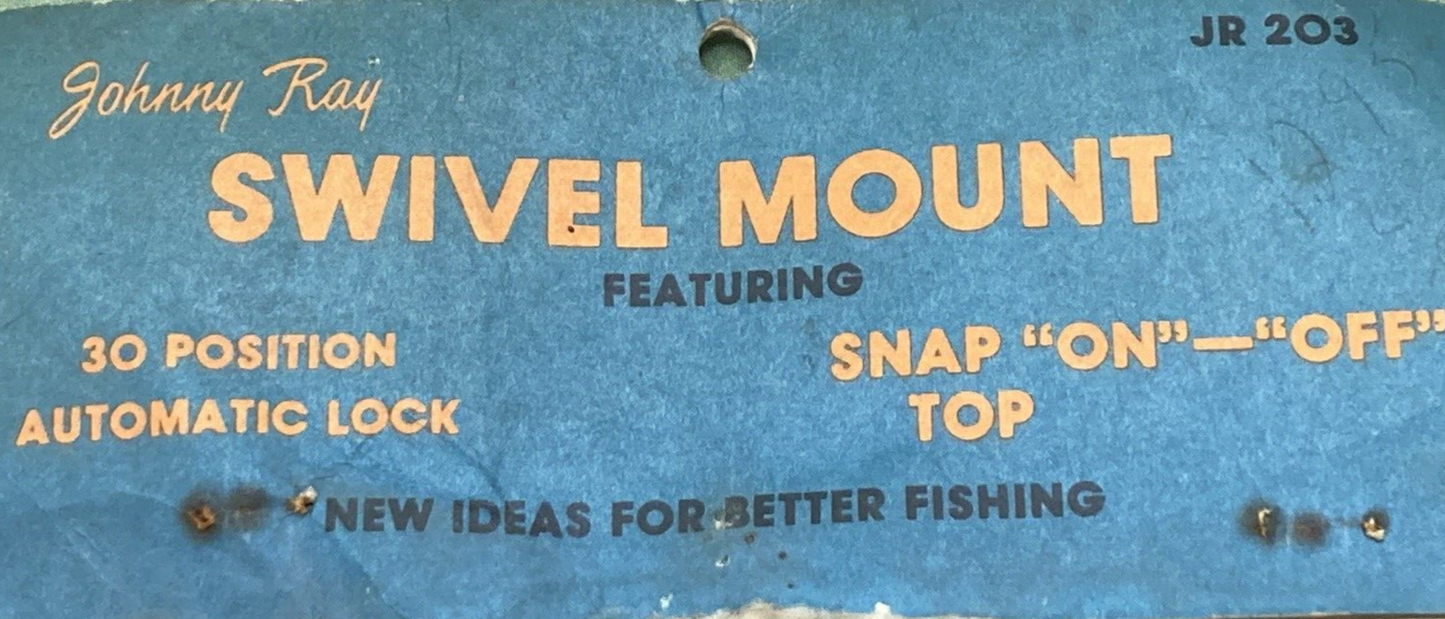 JR 203
Johnny Ray
SWIVEL MOUNT
FEATURING
30 POSITION
AUTOMATIC LOCK
SNAP “ON”—“OFF”
TOP
NEW IDEAS FOR BETTER FISHING